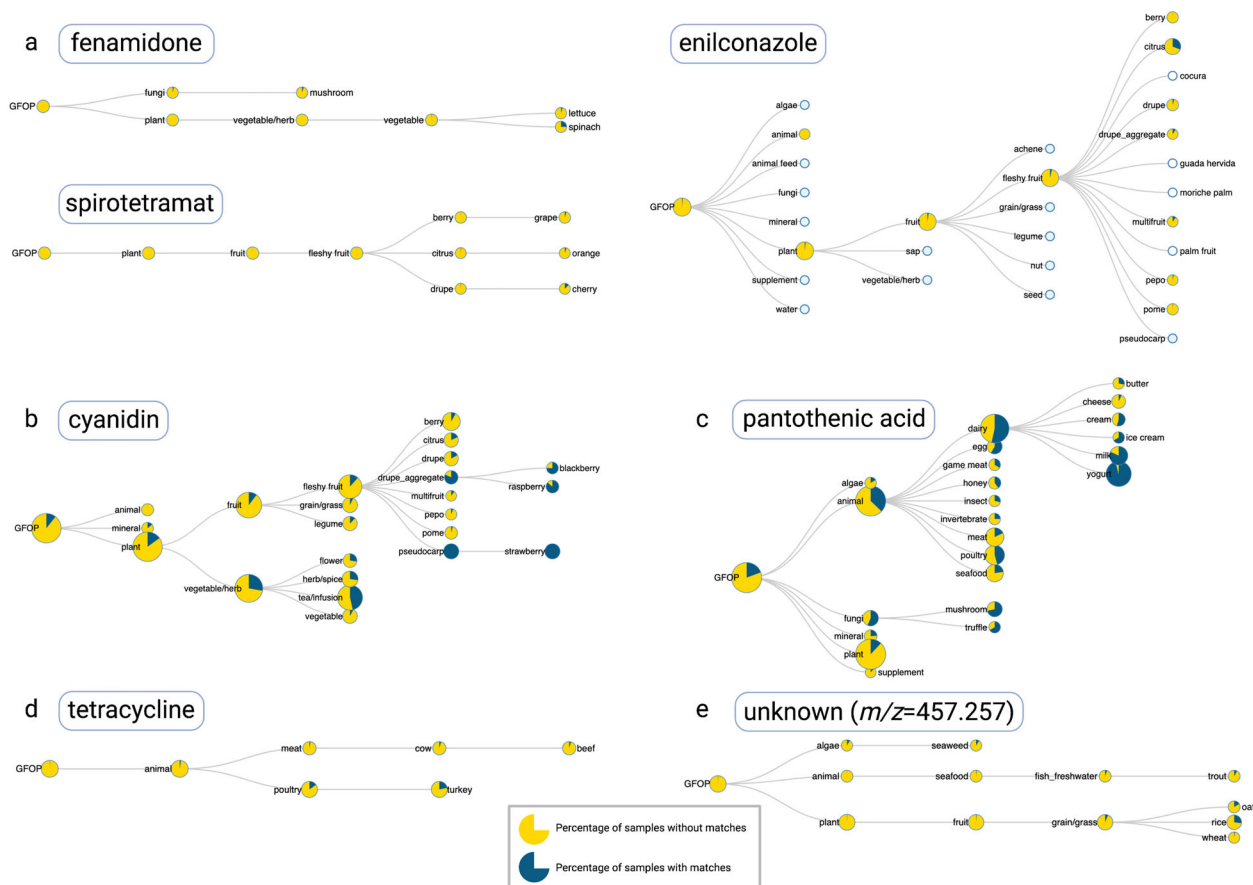 a
fenamidone
fungi
mushroom
GFOP
plant
vegetable/herb
vegetable
lettuce
spinach
spirotetramat
berry
grape
GFOP
plant
fruit
fleshy fruit
citrus
orange
drupe
cherry
enilconazole
berry
citrus
cocura
algae
drupe
animal
drupe_aggregate
achene
animal feed
guada hervida
fleshy fruit
fungi
moriche palm
GFOP
grain/grass
mineral
fruit
multifruit
legume
plant
sap
palm fruit
nut
supplement
vegetable/herb
pepo
seed
water
pome
pseudocarp
b
cyanidin
berry
citrus
drupe
blackberry
drupe_aggregate
fleshy fruit
raspberry
multifruit
fruit
grain/grass
animal
pepo
legume
GFOP
mineral
pome
plant
pseudocarp
strawberry
flower
herb/spice
vegetable/herb
tea/infusion
vegetable
c
pantothenic acid
butter
cheese
cream
dairy
ice cream
egg
milk
game meat
yogurt
algae
honey
animal
insect
invertebrate
meat
poultry
seafood
GFOP
mushroom
fungi
truffle
mineral
plant
supplement
d
tetracycline
meat
cow
beef
GFOP
animal
poultry
turkey
e
unknown (m/z=457.257)
algae
seaweed
GFOP
animal
seafood
fish_freshwater
trout
oat
plant
fruit
grain/grass
rice
wheat
Percentage of samples without matches
Percentage of samples with matches